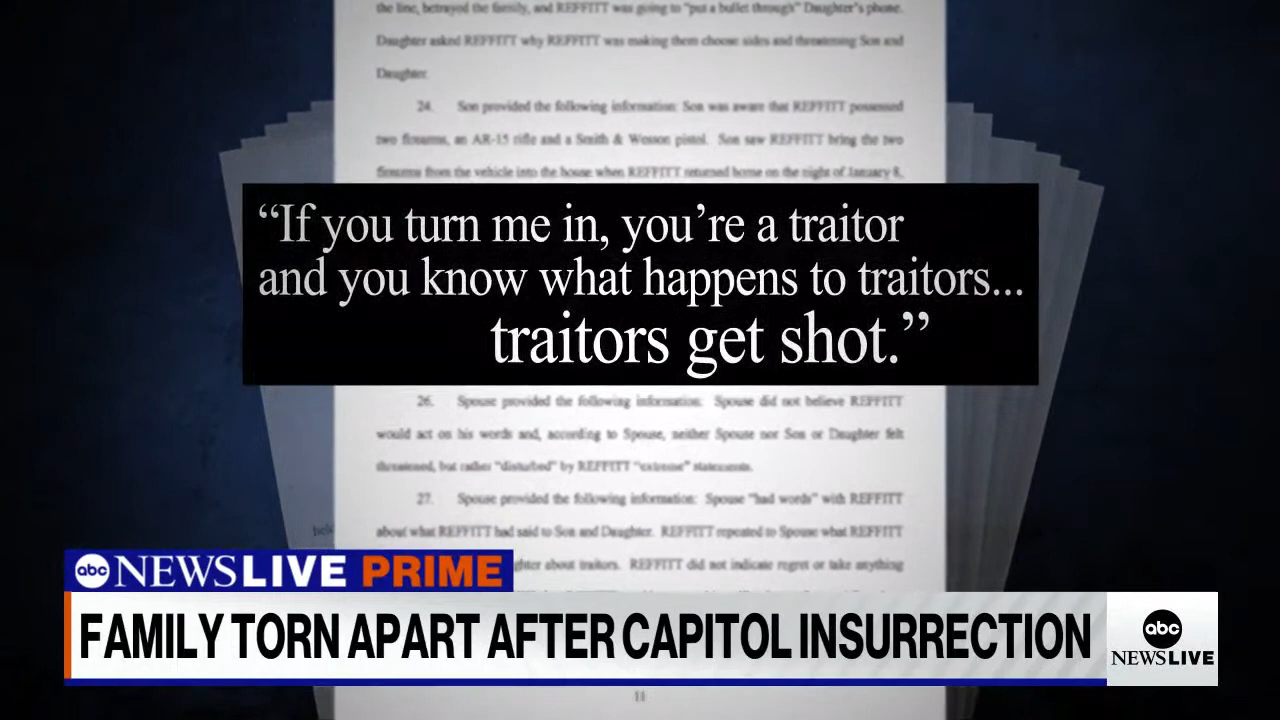 the line, betrayed the family, and REFFITT was going to "put a bullet through" Daughter's phone.
Daughter asked REFFITT why REFFITT was making them choose sides and threatening Son and
Daughter.
24. Son provided the following information: Son was aware that REFFITT possessed
two firearms, an AR-15 rifle and a Smith & Wesson pistol. Son saw REFFITT bring the two
firearms from the vehicle into the house when REFFITT returned home on the night of January 8,
“If you turn me in, you’re a traitor
and you know what happens to traitors...
traitors get shot.”
26. Spouse provided the following information: Spouse did not believe REFFITT
would act on his words and, according to Spouse, neither Spouse nor Son or Daughter felt
threatened, but rather "disturbed" by REFFITT "extreme" statements.
27. Spouse provided the following information: Spouse "had words" with REFFITT
about what REFFITT had said to Son and Daughter. REFFITT repeated to Spouse what REFFITT
ghter about traitors. REFFITT did not indicate regret or take anything
abc NEWS LIVE PRIME
FAMILY TORN APART AFTER CAPITOL INSURRECTION
abc
NEWS LIVE
11